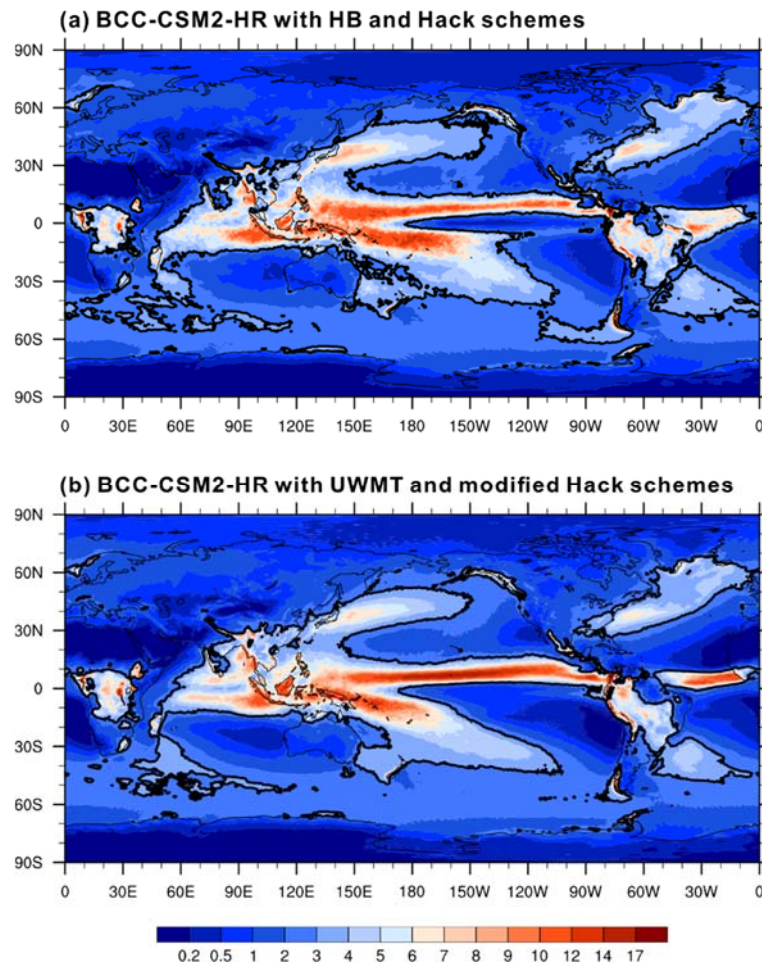 (a) BCC-CSM2-HR with HB and Hack schemes
90N
60N
30N
0
30S
60S
90S
0 30E 60E 90E 120E 150E 180 150W 120W 90W 60W 30W 0
(b) BCC-CSM2-HR with UWMT and modified Hack schemes
90N
60N
30N
0
30S
60S
90S
0 30E 60E 90E 120E 150E 180 150W 120W 90W 60W 30W 0
0.2 0.5 1 2 3 4 5 6 7 8 9 10 12 14 17